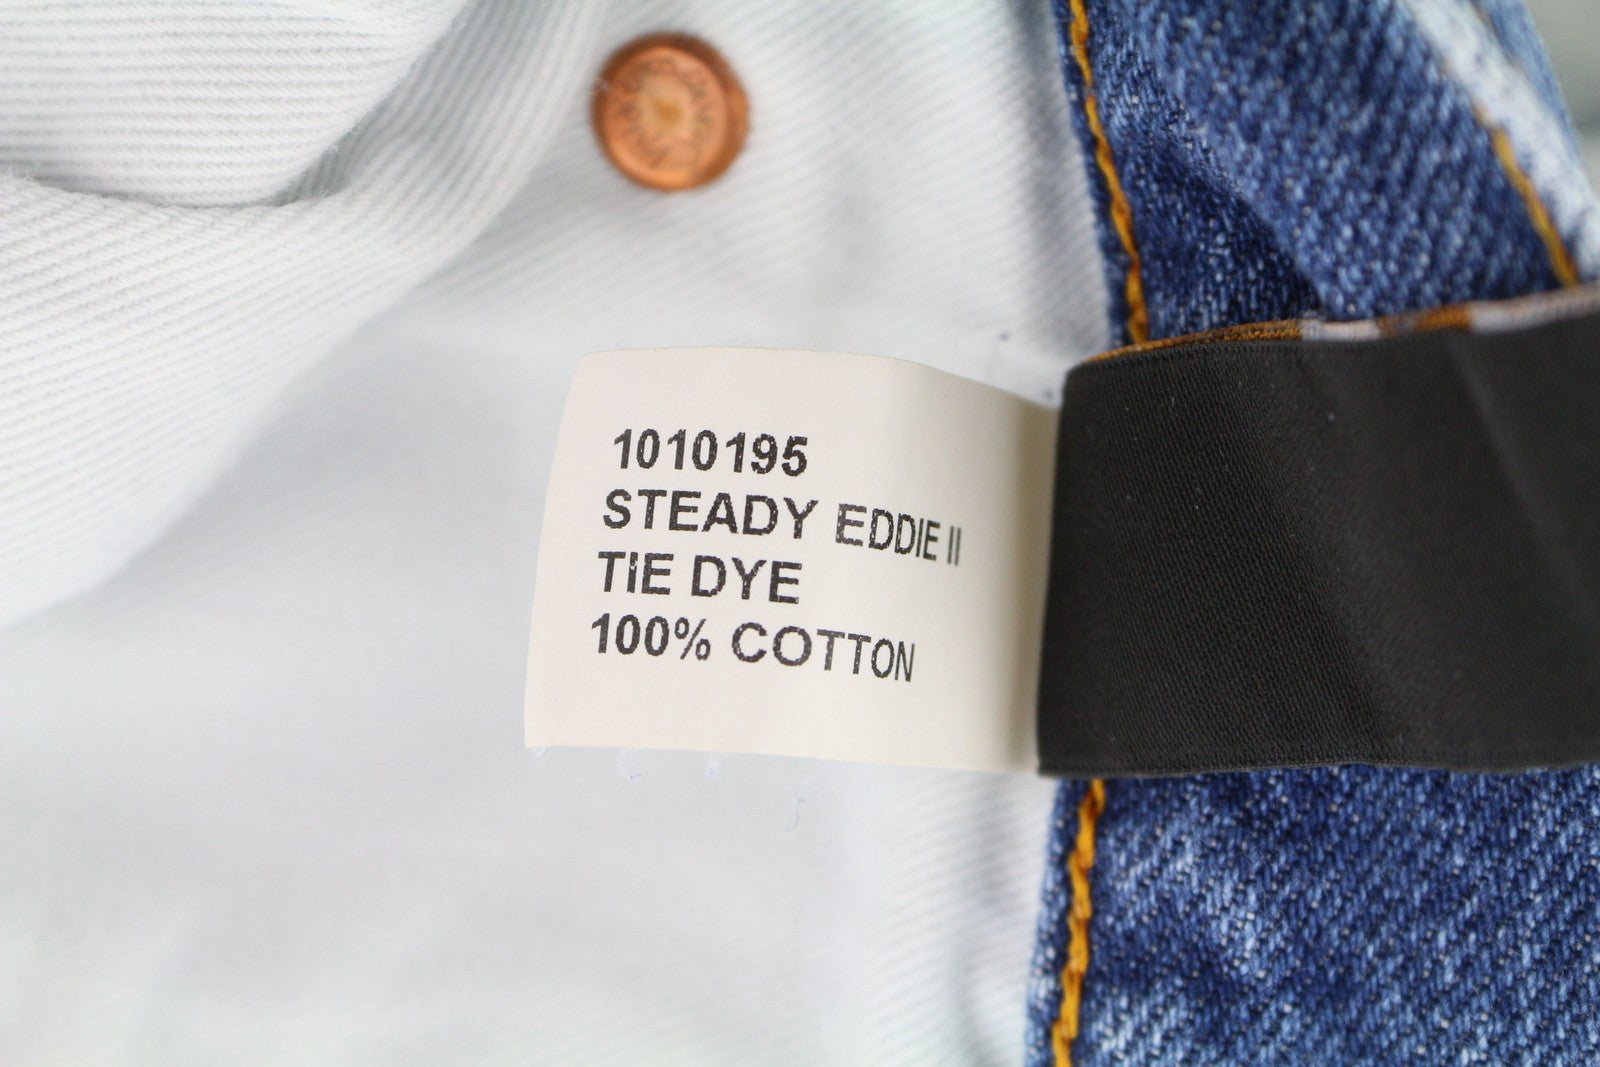 1010195
STEADY EDDIE II
TIE DYE
100% COTTON